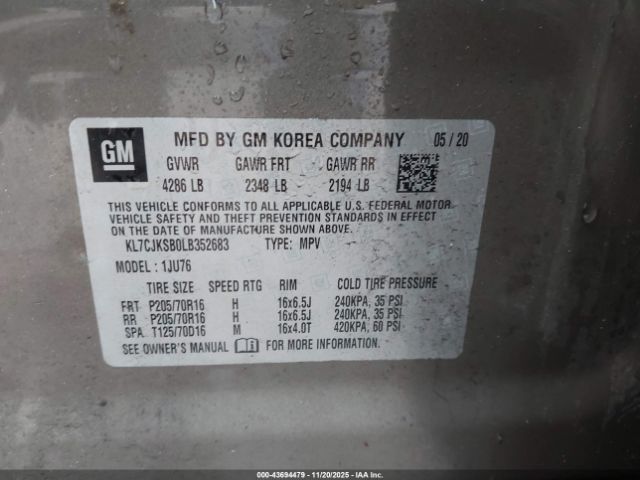 GM
MFD BY GM KOREA COMPANY 05/20
GVWR GAWR FRT GAWR RR
4286 LB 2348 LB 2194 LB
THIS VEHICLE CONFORMS TO ALL APPLICABLE U.S. FEDERAL MOTOR
VEHICLE SAFETY AND THEFT PREVENTION STANDARDS IN EFFECT
ON THE DATE OF MANUFACTURE SHOWN ABOVE.
KL7CJKSB0LB352683 TYPE: MPV
MODEL: 1JU76
TIRE SIZE SPEED RTG RIM COLD TIRE PRESSURE
FRT P205/70R16 H 16x6.5J 240KPA, 35 PSI
RR P205/70R16 H 16x6.5J 240KPA, 35 PSI
SPA T125/70D16 M 16x4.0T 420KPA, 60 PSI
SEE OWNER'S MANUAL FOR MORE INFORMATION.
000-43694479 - 11/20/2025 - IAA Inc.